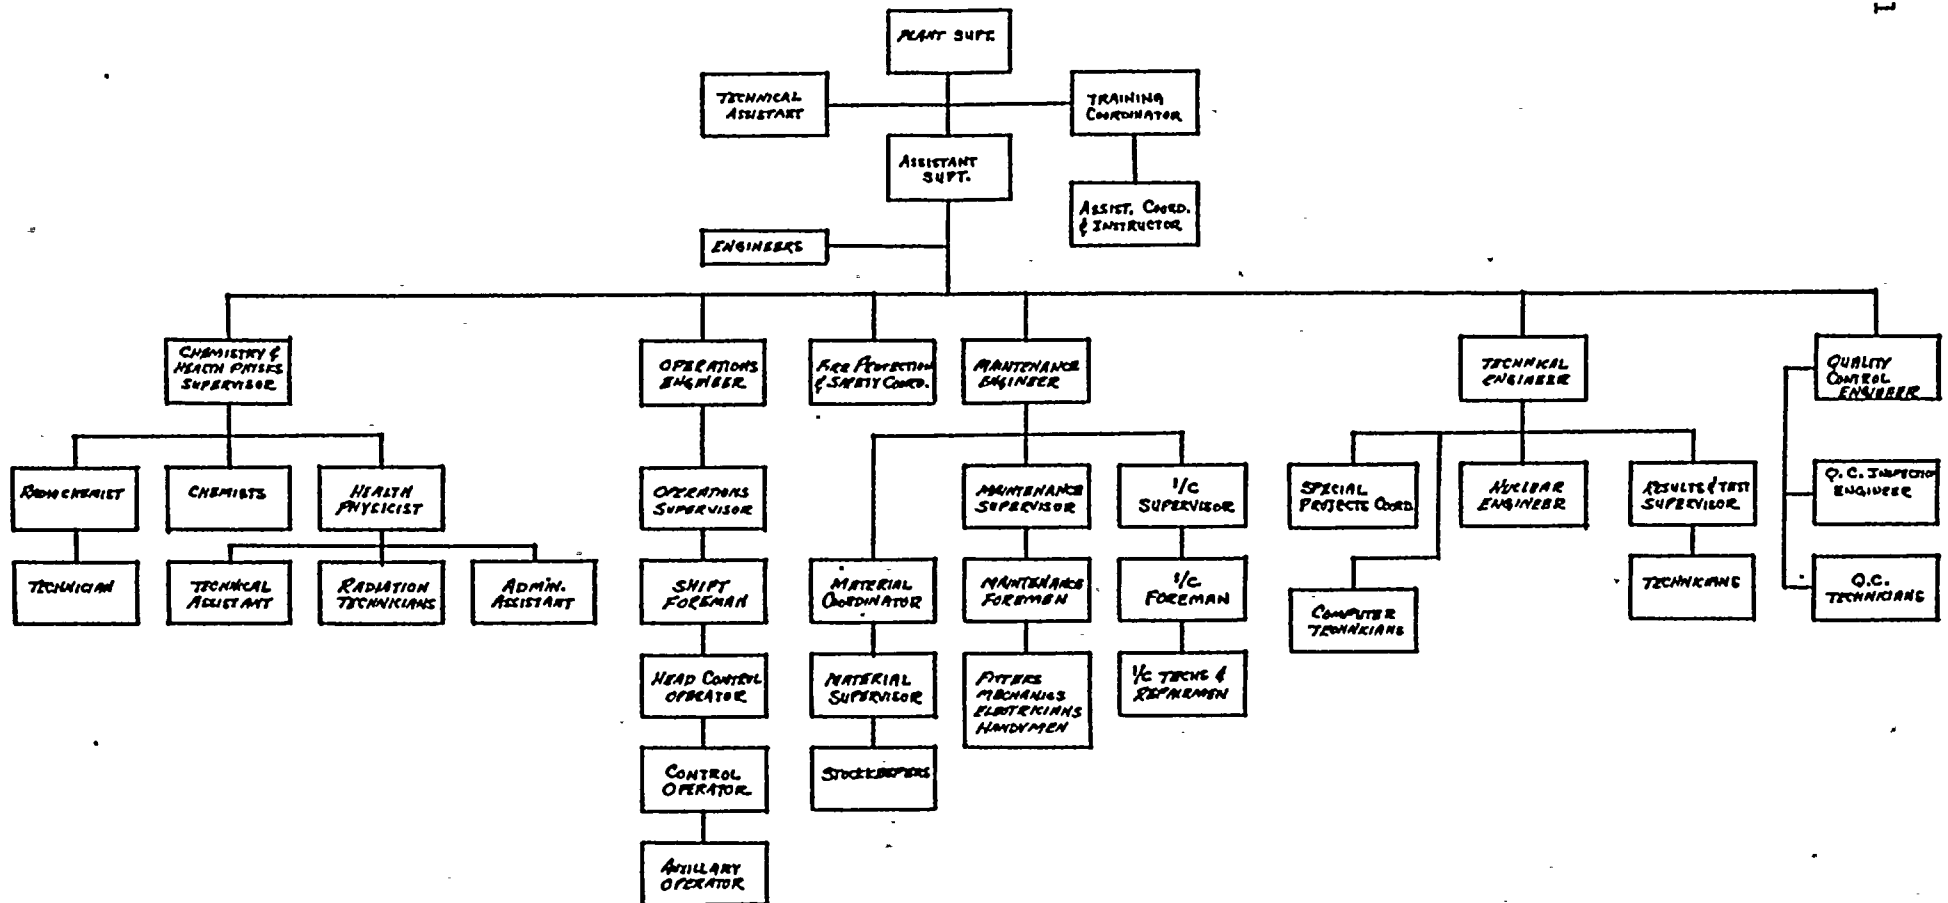 PLANT SUPT.
TECHNICAL
ASSISTANT
TRAINING
COORDINATOR
ASSISTANT
SUPT.
ASSIST. COORD.
& INSTRUCTOR
ENGINEERS
CHEMISTRY &
HEALTH PHYSICS
SUPERVISOR
OPERATIONS
ENGINEER
FIRE PROTECTION
& SAFETY COORD.
MAINTENANCE
ENGINEER
TECHNICAL
ENGINEER
QUALITY
CONTROL
ENGINEER
RADIOCHEMIST
CHEMISTS
HEALTH
PHYSICIST
OPERATIONS
SUPERVISOR
MAINTENANCE
SUPERVISOR
I/C
SUPERVISOR
SPECIAL
PROJECTS COORD.
NUCLEAR
ENGINEER
RESULTS & TEST
SUPERVISOR
Q.C. INSPECTION
ENGINEER
TECHNICIAN
TECHNICAL
ASSISTANT
RADIATION
TECHNICIANS
ADMIN.
ASSISTANT
SHIFT
FOREMAN
MATERIAL
COORDINATOR
MAINTENANCE
FOREMEN
I/C
FOREMAN
COMPUTER
TECHNICIANS
TECHNICIANS
Q.C.
TECHNICIANS
HEAD CONTROL
OPERATOR
MATERIAL
SUPERVISOR
FITTERS
MECHANICS
ELECTRICIANS
HANDYMEN
I/C TECHS &
REPAIRMEN
CONTROL
OPERATOR
STOCKKEEPERS
AUXILLARY
OPERATOR